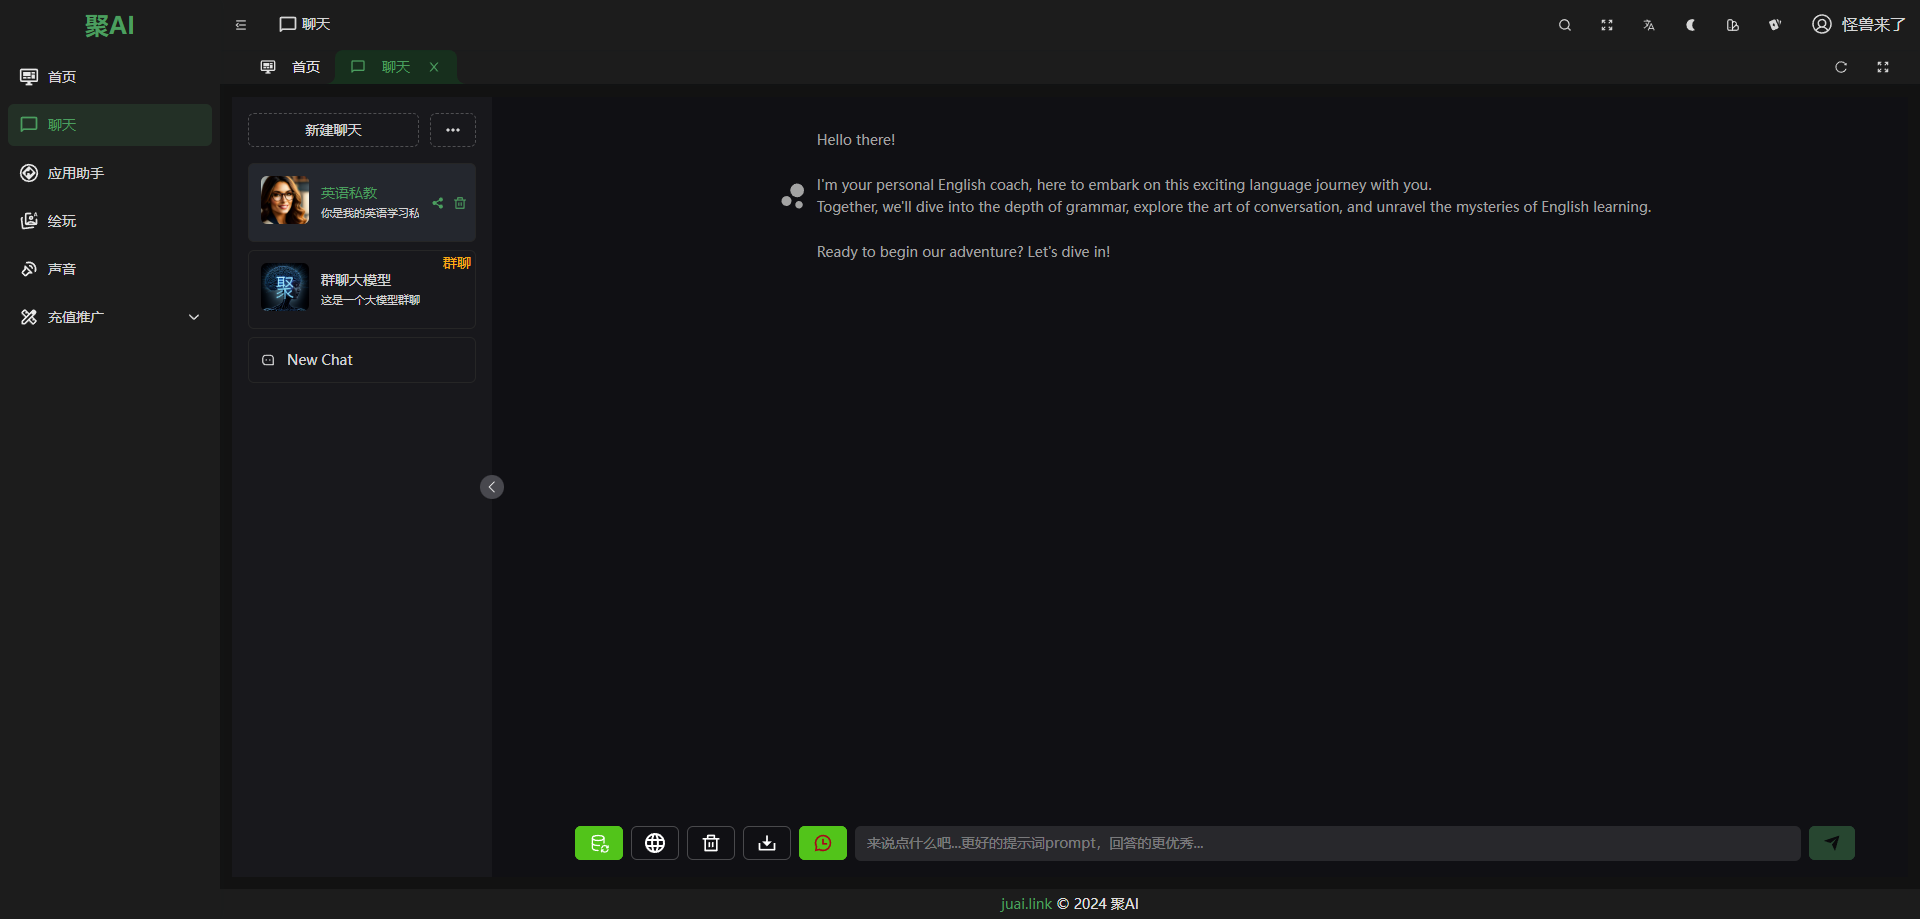 聚AI
聊天
怪兽来了
首页
聊天
首页
聊天
应用助手
绘玩
声音
充值推广
新建聊天
英语私教
你是我的英语学习私
群聊
群聊大模型
这是一个大模型群聊
聚
New Chat
Hello there!
I'm your personal English coach, here to embark on this exciting language journey with you.
Together, we'll dive into the depth of grammar, explore the art of conversation, and unravel the mysteries of English learning.
Ready to begin our adventure? Let's dive in!
来说点什么吧...更好的提示词prompt，回答的更优秀...
juai.link © 2024 聚AI